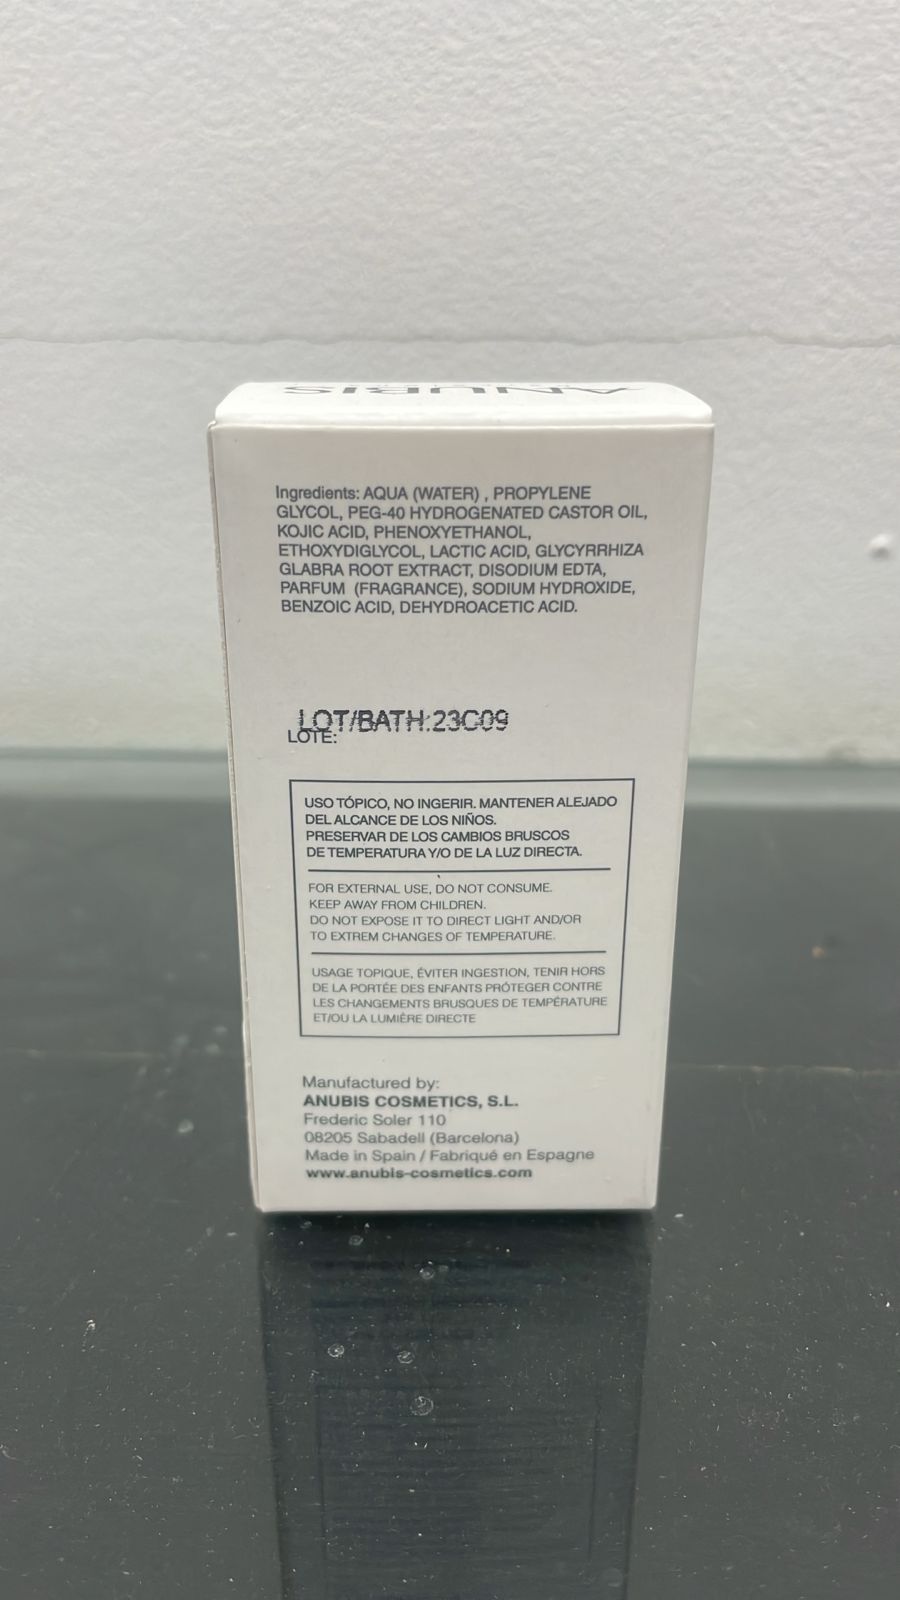 ANUBIS
Ingredients: AQUA (WATER) , PROPYLENE
GLYCOL, PEG-40 HYDROGENATED CASTOR OIL,
KOJIC ACID, PHENOXYETHANOL,
ETHOXYDIGLYCOL, LACTIC ACID, GLYCYRRHIZA
GLABRA ROOT EXTRACT, DISODIUM EDTA,
PARFUM (FRAGRANCE), SODIUM HYDROXIDE,
BENZOIC ACID, DEHYDROACETIC ACID.
LOT/BATH:23C09
LOTE:
USO TÓPICO, NO INGERIR. MANTENER ALEJADO
DEL ALCANCE DE LOS NIÑOS.
PRESERVAR DE LOS CAMBIOS BRUSCOS
DE TEMPERATURA Y/O DE LA LUZ DIRECTA.
FOR EXTERNAL USE, DO NOT CONSUME.
KEEP AWAY FROM CHILDREN.
DO NOT EXPOSE IT TO DIRECT LIGHT AND/OR
TO EXTREM CHANGES OF TEMPERATURE.
USAGE TOPIQUE, ÉVITER INGESTION, TENIR HORS
DE LA PORTÉE DES ENFANTS PRÓTEGER CONTRE
LES CHANGEMENTS BRUSQUES DE TEMPÉRATURE
ET/OU LA LUMIÈRE DIRECTE
Manufactured by:
ANUBIS COSMETICS, S.L.
Frederic Soler 110
08205 Sabadell (Barcelona)
Made in Spain / Fabriqué en Espagne
www.anubis-cosmetics.com